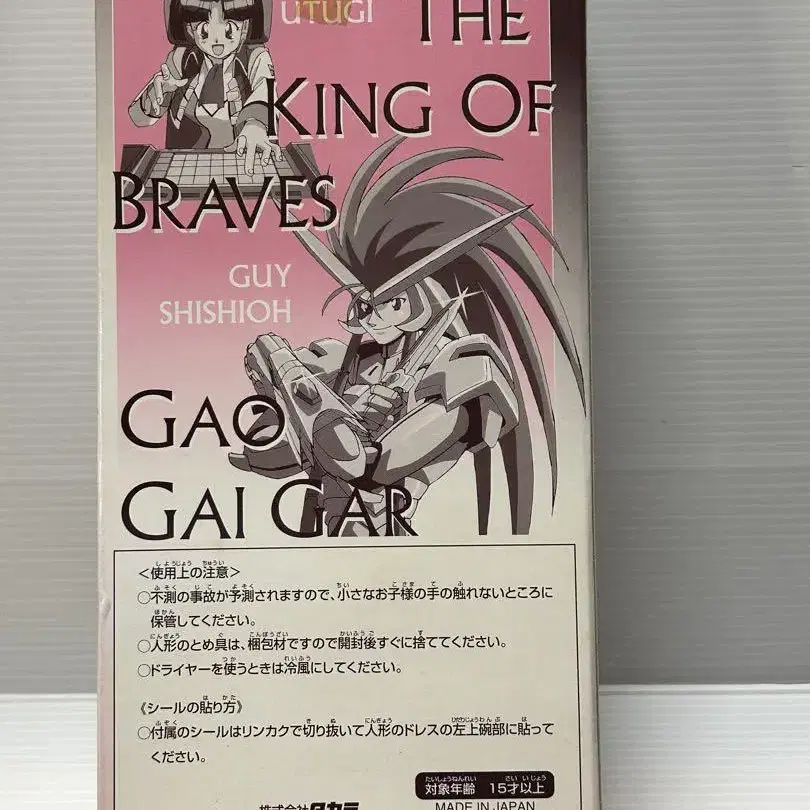 UTUGI
THE
KING OF
BRAVES
GUY
SHISHIOH
GAO
GAI GAR
<使用上の注意>
○不測の事故が予測されますので、小さなお子様の手の触れないところに
保管してください。
○人形のとめ具は、梱包材ですので開封後すぐに捨ててください。
○ドライヤーを使うときは冷風にしてください。
《シールの貼り方》
○付属のシールはリンカクで切り抜いて人形のドレスの左上碗部に貼って
ください。
対象年齢 15才以上
株式会社タカラ
MADE IN JAPAN